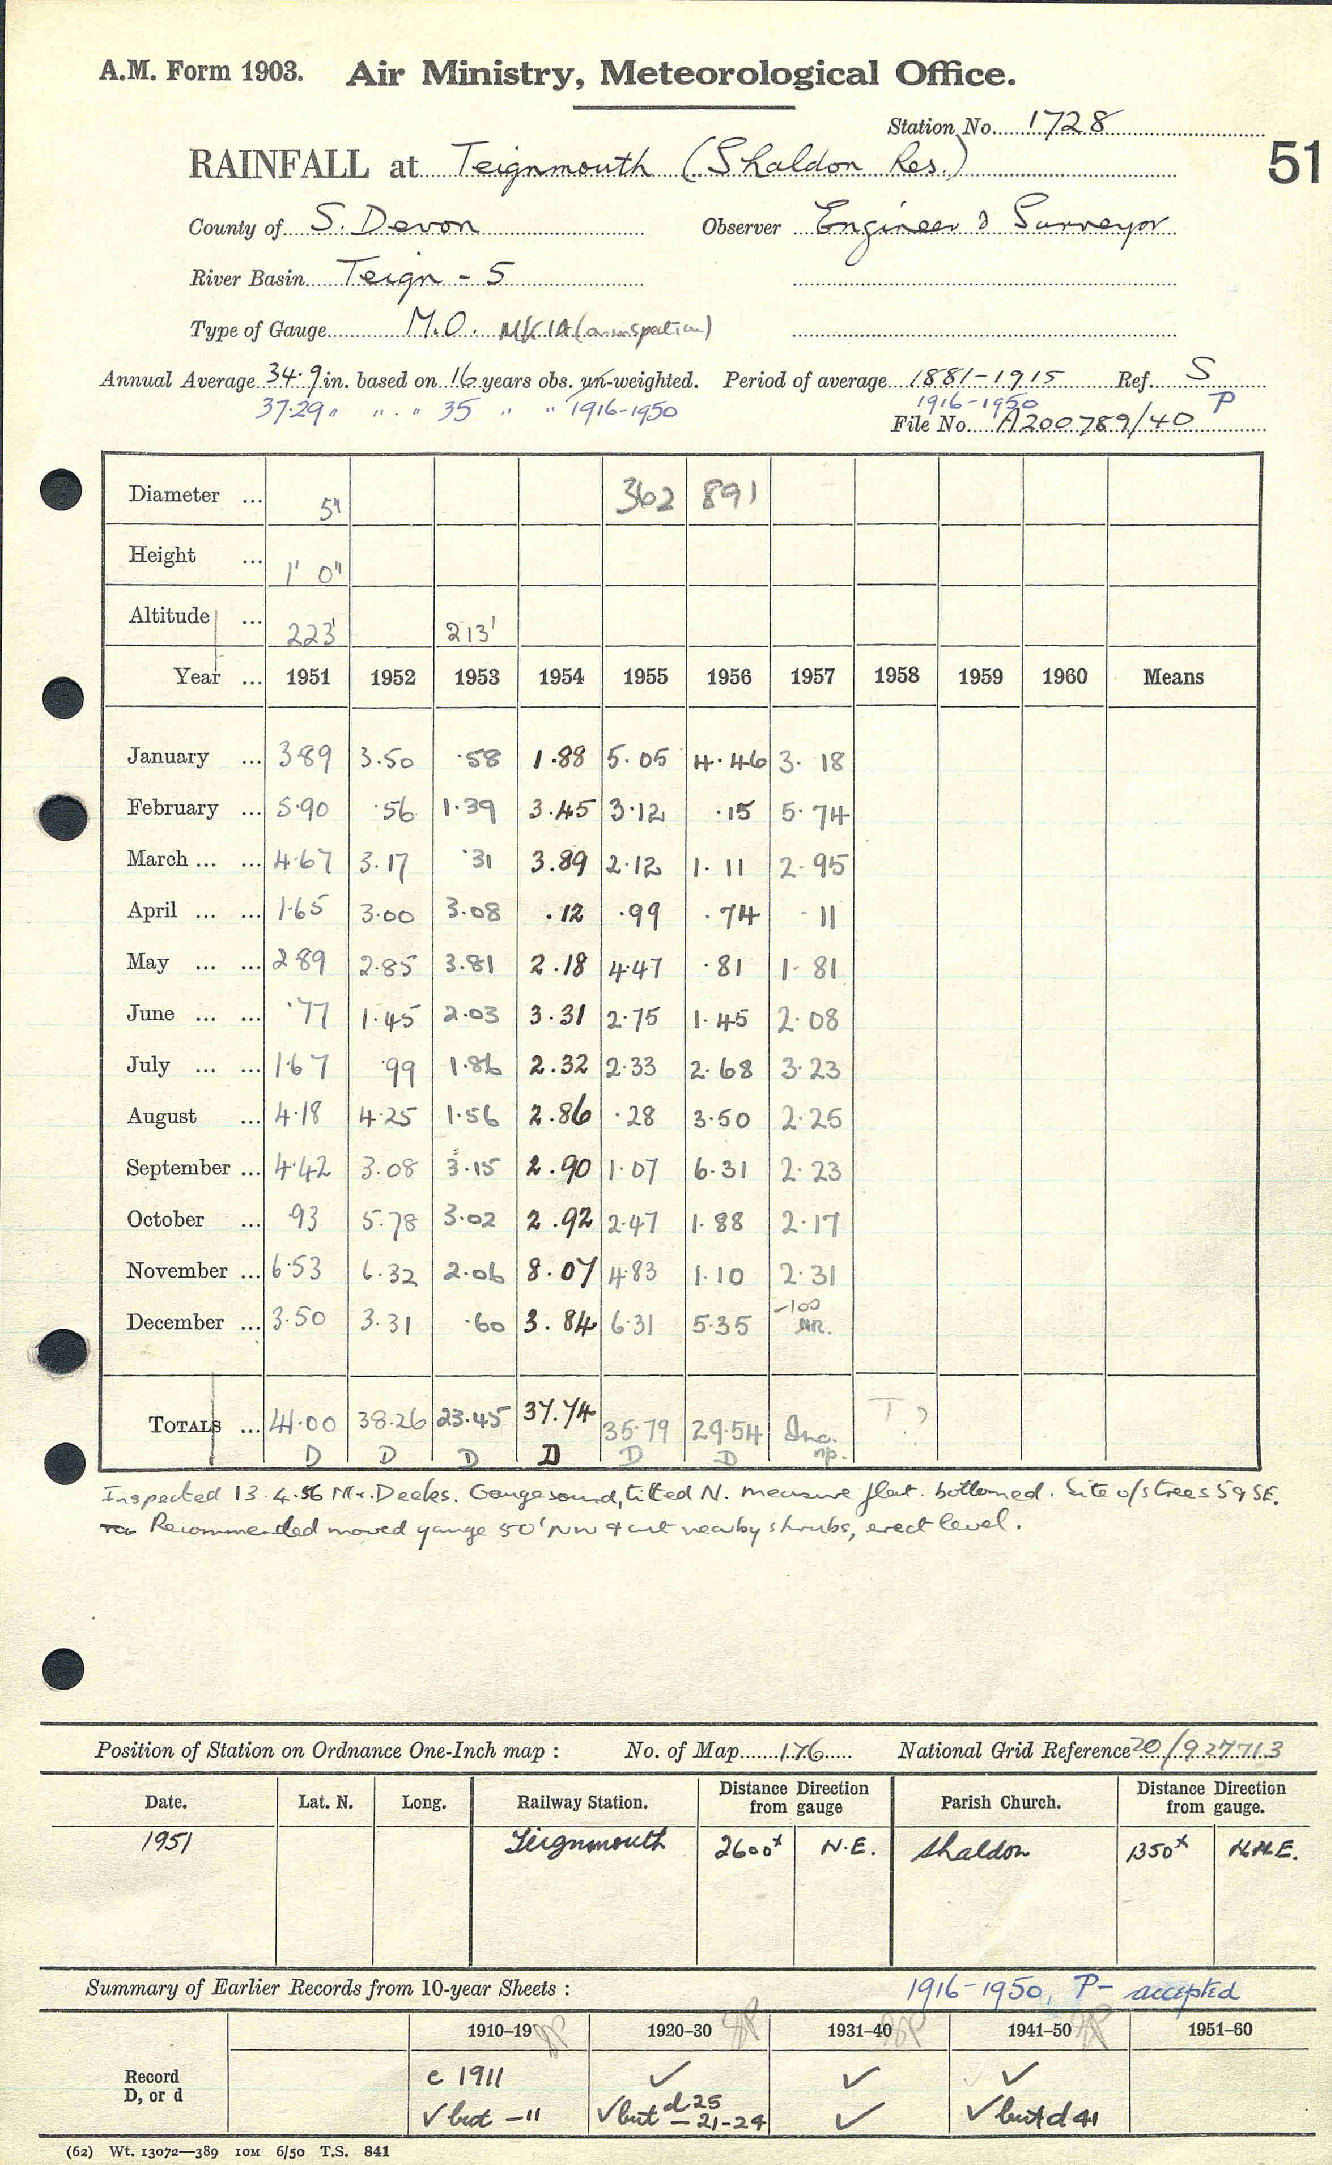 A.M. Form 1903. Air Ministry, Meteorological Office.
Station No. 1728
51
RAINFALL at Teignmouth (Shaldon Res.)
County of S. Devon Observer Engineer & Surveyor
River Basin Teign - 5
Type of Gauge M.O. MK IA (on inspection)
Annual Average 34·9 in. based on 16 years obs. un-weighted. Period of average 1881-1915 Ref. S
37·29 " " . " 35 " " 1916-1950 1916-1950 P
File No. A200789/40
Diameter ... 5" 362 891
Height ... 1' 0"
Altitude ... 223' 213'
Year ... 1951 1952 1953 1954 1955 1956 1957 1958 1959 1960 Means
January ... 3·89 3.50 ·58 1.88 5.05 4.46 3.18
February ... 5·90 ·56 1.39 3.45 3.12 ·15 5.74
March ... ... 4·67 3.17 ·31 3.89 2.12 1.11 2.95
April ... ... 1·65 3.00 3.08 .12 .99 .74 ·11
May ... ... 2·89 2.85 3.81 2.18 4.47 ·81 1.81
June ... ... ·77 1.45 2.03 3.31 2.75 1.45 2.08
July ... ... 1·67 ·99 1.86 2.32 2.33 2.68 3.23
August ... 4·18 4.25 1.56 2.86 ·28 3.50 2.25
September ... 4·42 3.08 3.15 2.90 1.07 6.31 2.23
October ... ·93 5.78 3.02 2.92 2.47 1.88 2.17
November ... 6·53 6.32 2.06 8.07 4.83 1.10 2.31
December ... 3·50 3.31 ·60 3.84 6.31 5.35 -100 NR.
TOTALS ... 41·00 38.26 23.45 37.74 35.79 29.54 Inc. T ?
D D D D D D np.
Inspected 13.4.56 Mr. Deeks. Gauge sound, tilted N. measure flat bottomed. Site o/s trees S & SE.
Recommended moved gauge 50' NW & cut nearby shrubs, erect level.
Position of Station on Ordnance One-Inch map : No. of Map 176 National Grid Reference 20/927713
Date. Lat. N. Long. Railway Station. Distance Direction from gauge Parish Church. Distance Direction from gauge.
1951 Teignmouth 2600x N.E. Shaldon 1350x N.N.E.
Summary of Earlier Records from 10-year Sheets : 1916-1950, P- accepted
1910–19 1920–30 1931–40 1941–50 1951–60
Record c 1911 ✓ ✓ ✓
D, or d ✓ but -11 ✓ but d 25 - 21-24 ✓ ✓ but d 41
(62) Wt. 13072—389 10M 6/50 T.S. 841